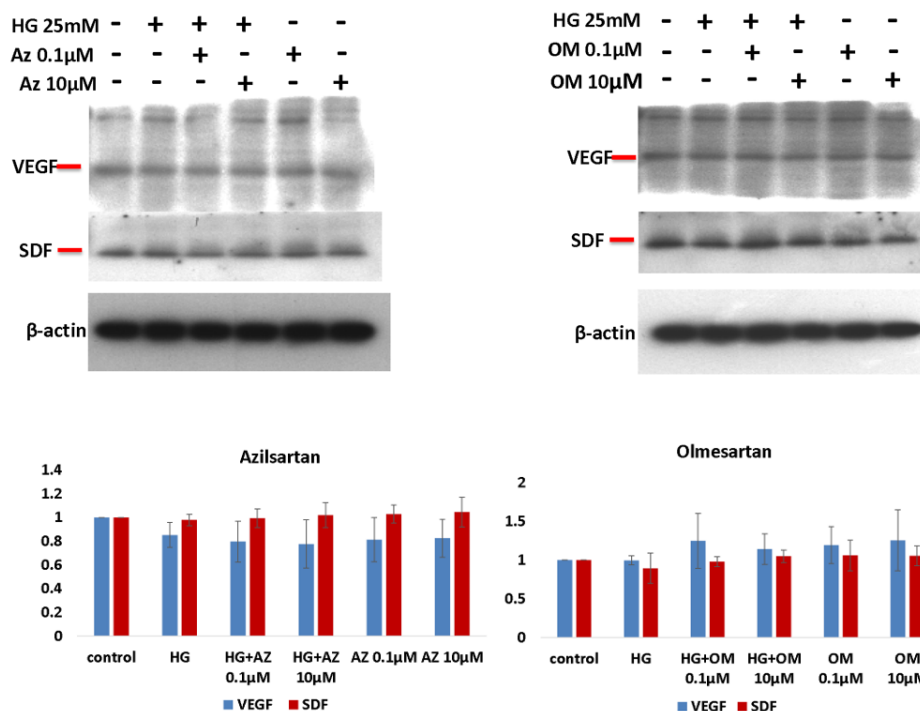 HG 25mM - + + + - -
Az 0.1µM - - + - + -
Az 10µM - - - + - +
VEGF
SDF
β-actin
HG 25mM - + + + - -
OM 0.1µM - - + - + -
OM 10µM - - - + - +
VEGF
SDF
β-actin
Azilsartan
1.4
1.2
1
0.8
0.6
0.4
0.2
0
control HG HG+AZ 0.1µM HG+AZ 10µM AZ 0.1µM AZ 10µM
VEGF SDF
Olmesartan
2
1.5
1
0.5
0
control HG HG+OM 0.1µM HG+OM 10µM OM 0.1µM OM 10µM
VEGF SDF